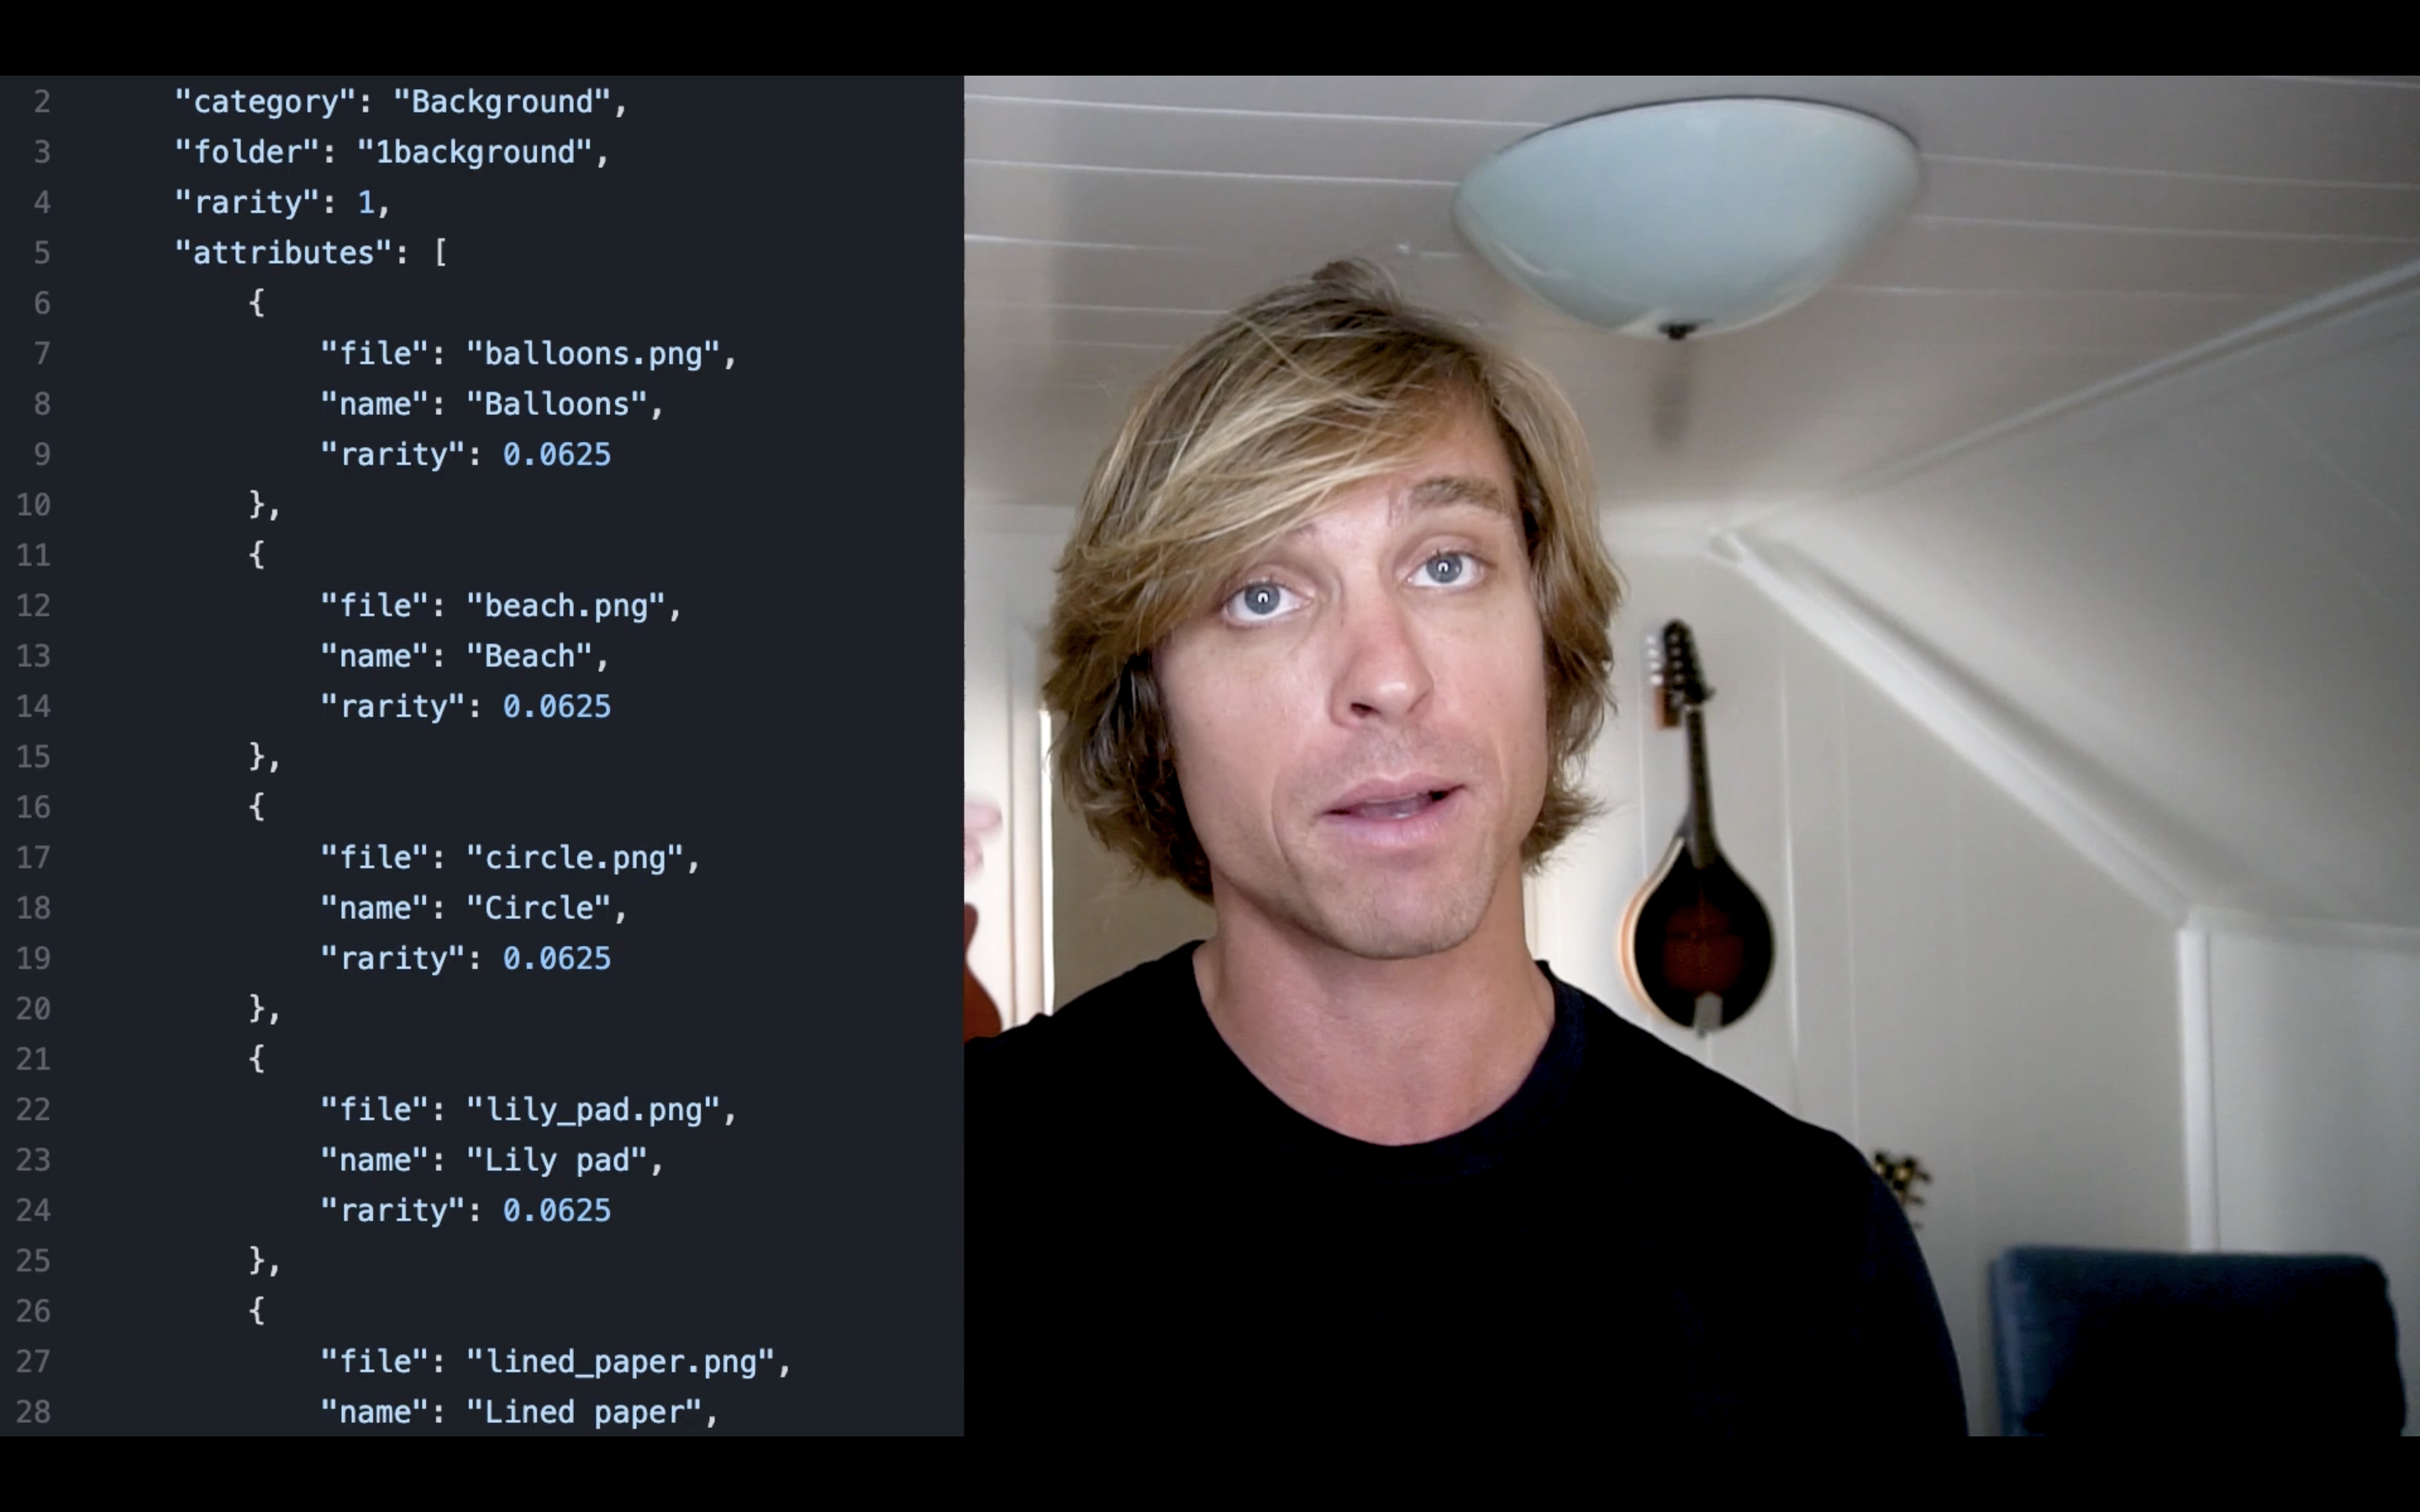 2 "category": "Background",
3 "folder": "1background",
4 "rarity": 1,
5 "attributes": [
6 {
7 "file": "balloons.png",
8 "name": "Balloons",
9 "rarity": 0.0625
10 },
11 {
12 "file": "beach.png",
13 "name": "Beach",
14 "rarity": 0.0625
15 },
16 {
17 "file": "circle.png",
18 "name": "Circle",
19 "rarity": 0.0625
20 },
21 {
22 "file": "lily_pad.png",
23 "name": "Lily pad",
24 "rarity": 0.0625
25 },
26 {
27 "file": "lined_paper.png",
28 "name": "Lined paper",